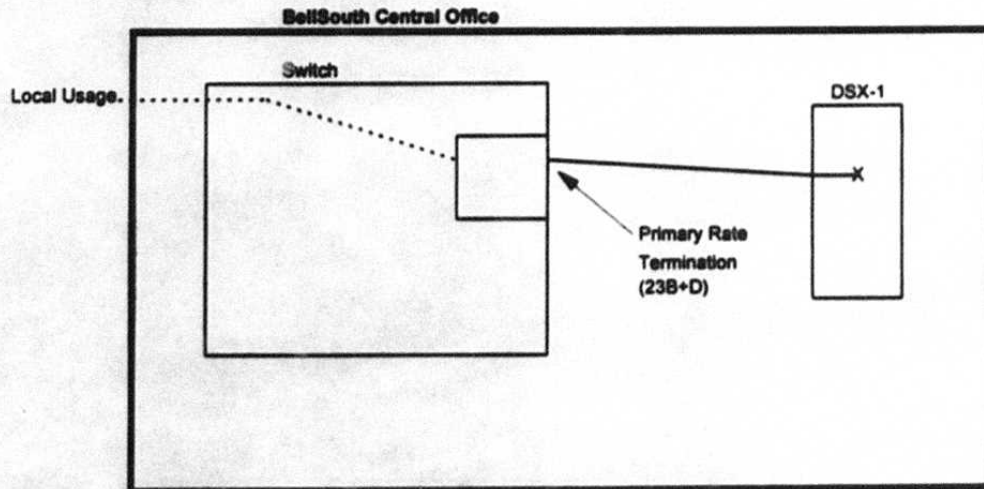 BellSouth Central Office
Switch
Local Usage.
DSX-1
X
Primary Rate
Termination
(23B+D)